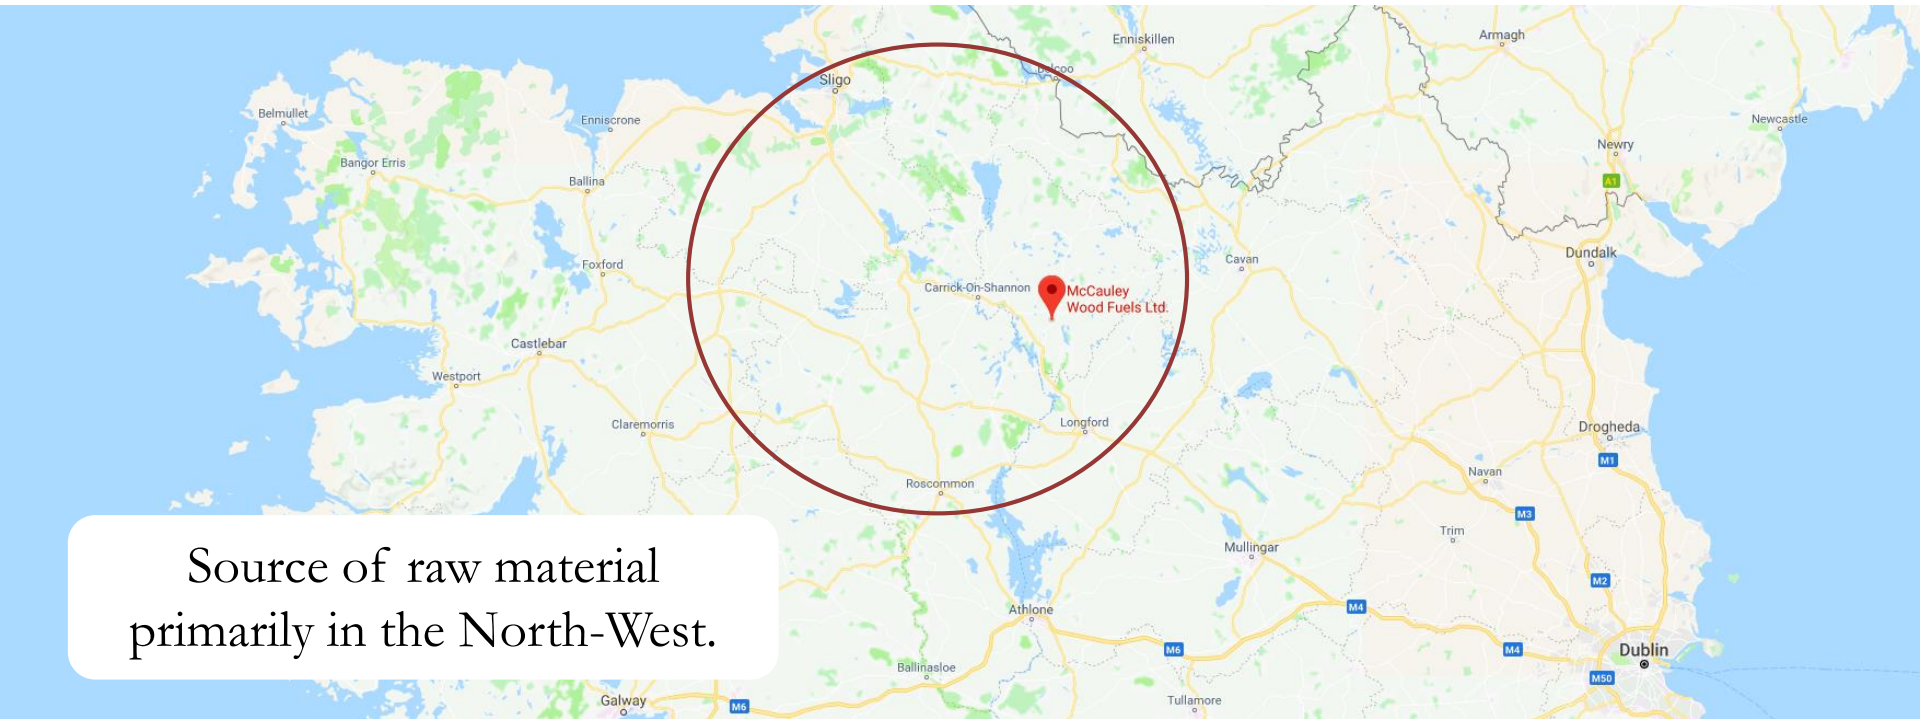 Enniskillen
Armagh
Belcoo
Sligo
Belmullet
Enniscrone
Newcastle
Newry
Bangor Erris
Ballina
A1
Dundalk
Cavan
Foxford
Carrick-On-Shannon
McCauley
Wood Fuels Ltd.
Castlebar
Westport
Claremorris
Longford
Drogheda
M1
Navan
Roscommon
M3
Trim
Mullingar
Source of raw material
primarily in the North-West.
M2
Athlone
M4
M6
M4
Dublin
Ballinasloe
M50
Galway
M6
Tullamore